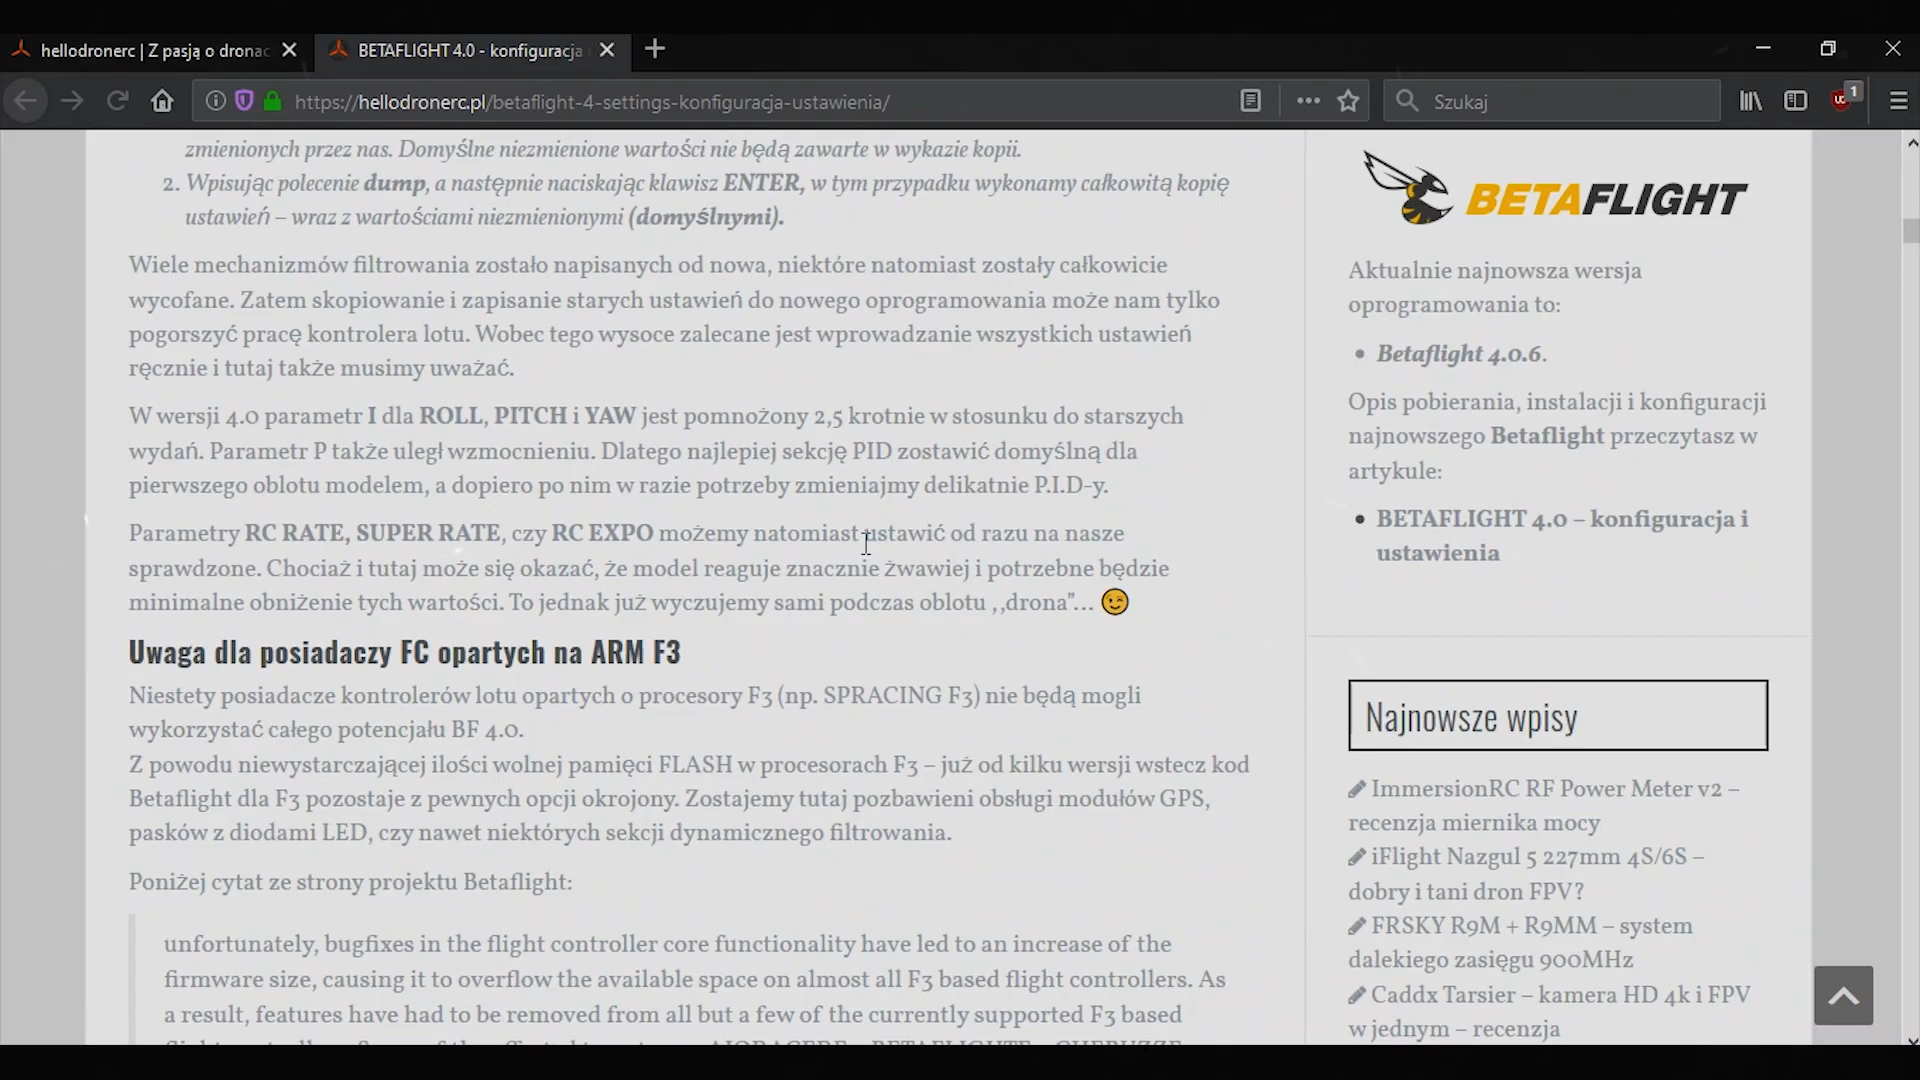 hellodronerc | Z pasją o dronac
BETAFLIGHT 4.0 - konfiguracja
https://hellodronerc.pl/betaflight-4-settings-konfiguracja-ustawienia/
Szukaj
1
zmienionych przez nas. Domyślne niezmienione wartości nie będą zawarte w wykazie kopii.
2. Wpisując polecenie dump, a następnie naciskając klawisz ENTER, w tym przypadku wykonamy całkowitą kopię
ustawień – wraz z wartościami niezmienionymi (domyślnymi).
Wiele mechanizmów filtrowania zostało napisanych od nowa, niektóre natomiast zostały całkowicie
wycofane. Zatem skopiowanie i zapisanie starych ustawień do nowego oprogramowania może nam tylko
pogorszyć pracę kontrolera lotu. Wobec tego wysoce zalecane jest wprowadzanie wszystkich ustawień
ręcznie i tutaj także musimy uważać.
W wersji 4.0 parametr I dla ROLL, PITCH i YAW jest pomnożony 2,5 krotnie w stosunku do starszych
wydań. Parametr P także uległ wzmocnieniu. Dlatego najlepiej sekcję PID zostawić domyślną dla
pierwszego oblotu modelem, a dopiero po nim w razie potrzeby zmieniajmy delikatnie P.I.D-y.
Parametry RC RATE, SUPER RATE, czy RC EXPO możemy natomiast ustawić od razu na nasze
sprawdzone. Chociaż i tutaj może się okazać, że model reaguje znacznie żwawiej i potrzebne będzie
minimalne obniżenie tych wartości. To jednak już wyczujemy sami podczas oblotu ,,drona”… 😉
Uwaga dla posiadaczy FC opartych na ARM F3
Niestety posiadacze kontrolerów lotu opartych o procesory F3 (np. SPRACING F3) nie będą mogli
wykorzystać całego potencjału BF 4.0.
Z powodu niewystarczającej ilości wolnej pamięci FLASH w procesorach F3 – już od kilku wersji wstecz kod
Betaflight dla F3 pozostaje z pewnych opcji okrojony. Zostajemy tutaj pozbawieni obsługi modułów GPS,
pasków z diodami LED, czy nawet niektórych sekcji dynamicznego filtrowania.
Poniżej cytat ze strony projektu Betaflight:
unfortunately, bugfixes in the flight controller core functionality have led to an increase of the
firmware size, causing it to overflow the available space on almost all F3 based flight controllers. As
a result, features have had to be removed from all but a few of the currently supported F3 based
BETAFLIGHT
Aktualnie najnowsza wersja
oprogramowania to:
• Betaflight 4.0.6.
Opis pobierania, instalacji i konfiguracji
najnowszego Betaflight przeczytasz w
artykule:
• BETAFLIGHT 4.0 – konfiguracja i
ustawienia
Najnowsze wpisy
ImmersionRC RF Power Meter v2 –
recenzja miernika mocy
iFlight Nazgul 5 227mm 4S/6S –
dobry i tani dron FPV?
FRSKY R9M + R9MM – system
dalekiego zasięgu 900MHz
Caddx Tarsier – kamera HD 4k i FPV
w jednym – recenzja